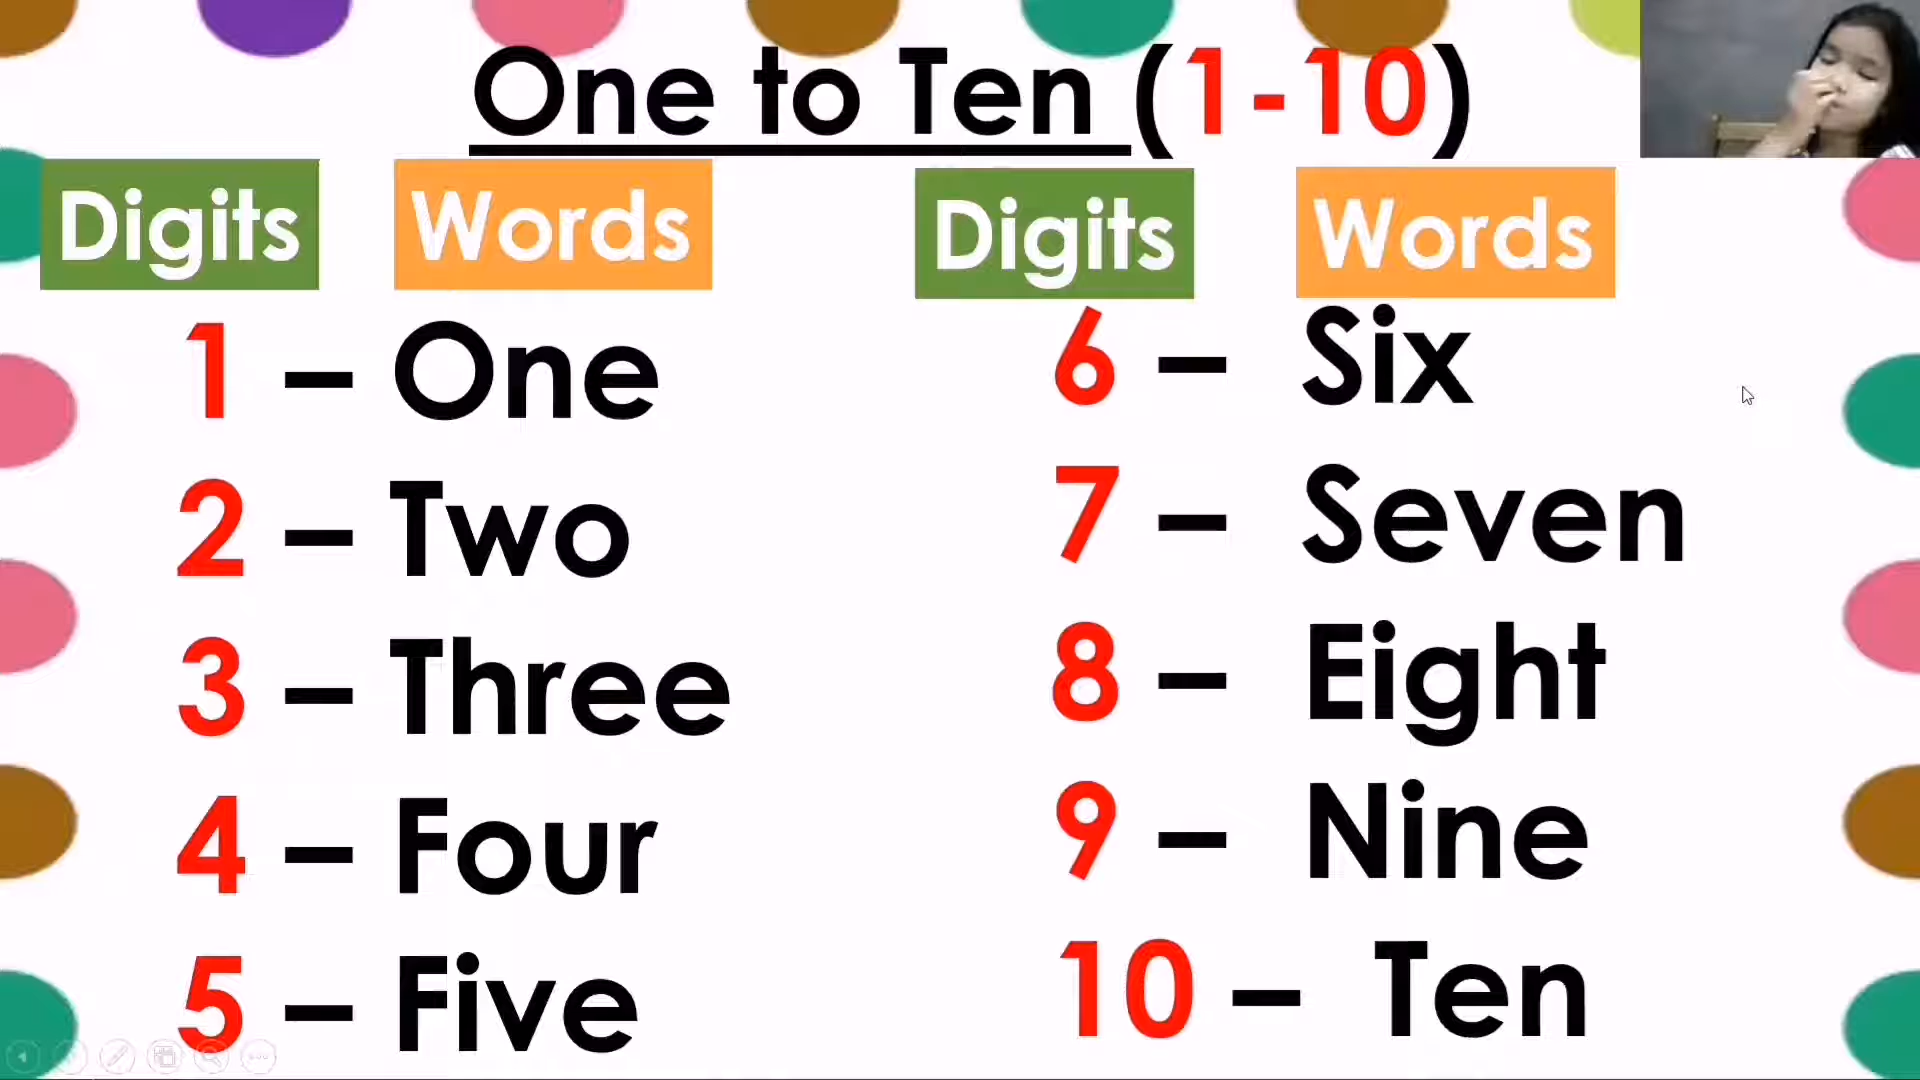 One to Ten (1-10)
Digits Words
1 – One
2 – Two
3 – Three
4 – Four
5 – Five
Digits Words
6 – Six
7 – Seven
8 – Eight
9 – Nine
10 – Ten